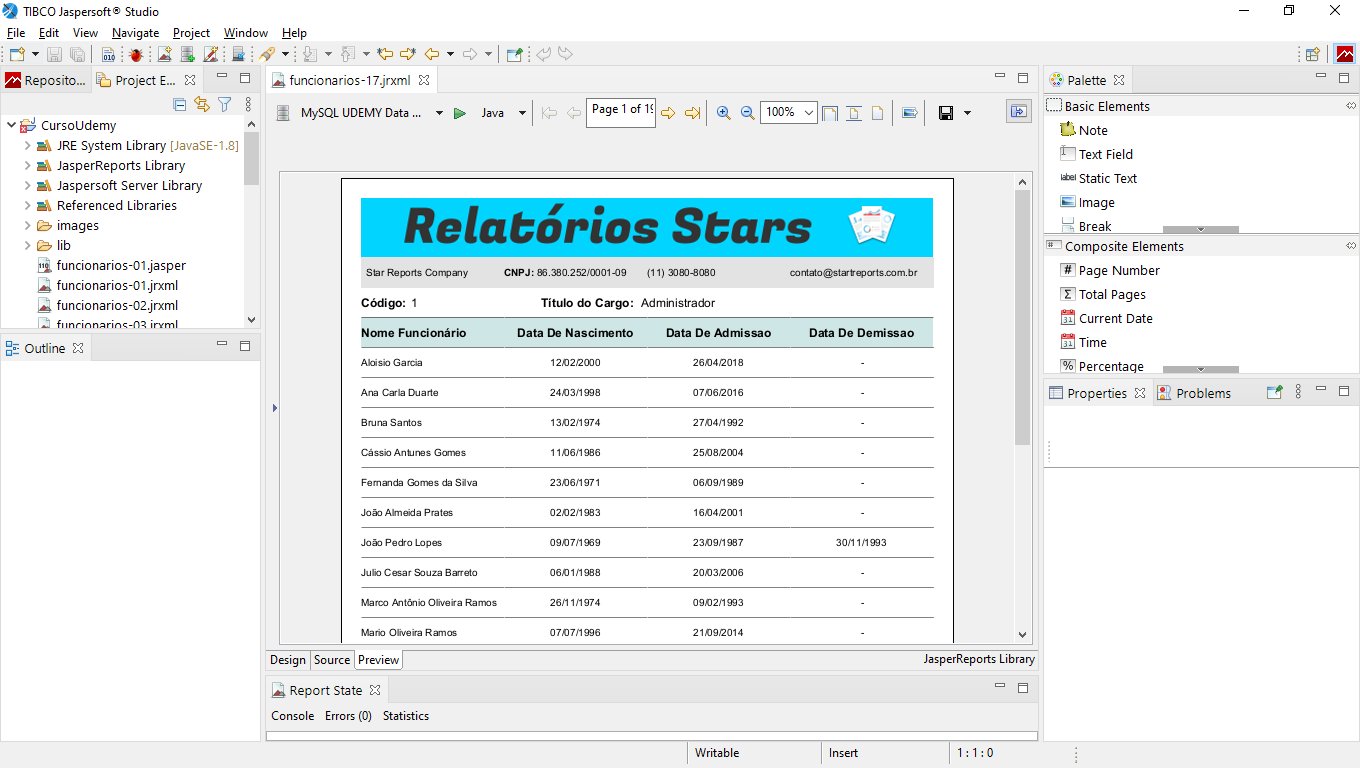 TIBCO Jaspersoft® Studio
File Edit View Navigate Project Window Help
Reposito... Project E...
CursoUdemy
JRE System Library [JavaSE-1.8]
JasperReports Library
Jaspersoft Server Library
Referenced Libraries
images
lib
funcionarios-01.jasper
funcionarios-01.jrxml
funcionarios-02.jrxml
funcionarios-03.jrxml
Outline
funcionarios-17.jrxml
MySQL UDEMY Data ... Java Page 1 of 19 100%
Relatórios Stars
Star Reports Company CNPJ: 86.380.252/0001-09 (11) 3080-8080 contato@startreports.com.br
Código: 1 Título do Cargo: Administrador
Nome Funcionário Data De Nascimento Data De Admissao Data De Demissao
Aloisio Garcia 12/02/2000 26/04/2018 -
Ana Carla Duarte 24/03/1998 07/06/2016 -
Bruna Santos 13/02/1974 27/04/1992 -
Cássio Antunes Gomes 11/06/1986 25/08/2004 -
Fernanda Gomes da Silva 23/06/1971 06/09/1989 -
João Almeida Prates 02/02/1983 16/04/2001 -
João Pedro Lopes 09/07/1969 23/09/1987 30/11/1993
Julio Cesar Souza Barreto 06/01/1988 20/03/2006 -
Marco Antônio Oliveira Ramos 26/11/1974 09/02/1993 -
Mario Oliveira Ramos 07/07/1996 21/09/2014 -
Design Source Preview JasperReports Library
Report State
Console Errors (0) Statistics
Palette
Basic Elements
Note
Text Field
label Static Text
Image
Break
Composite Elements
# Page Number
Σ Total Pages
31 Current Date
31 Time
% Percentage
Properties Problems
Writable Insert 1 : 1 : 0